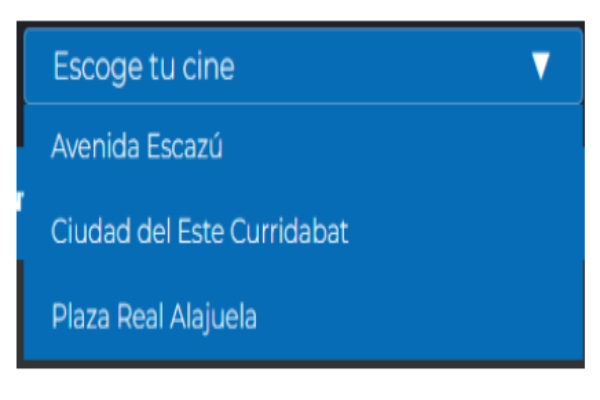 Escoge tu cine
Avenida Escazú
Ciudad del Este Curridabat
Plaza Real Alajuela